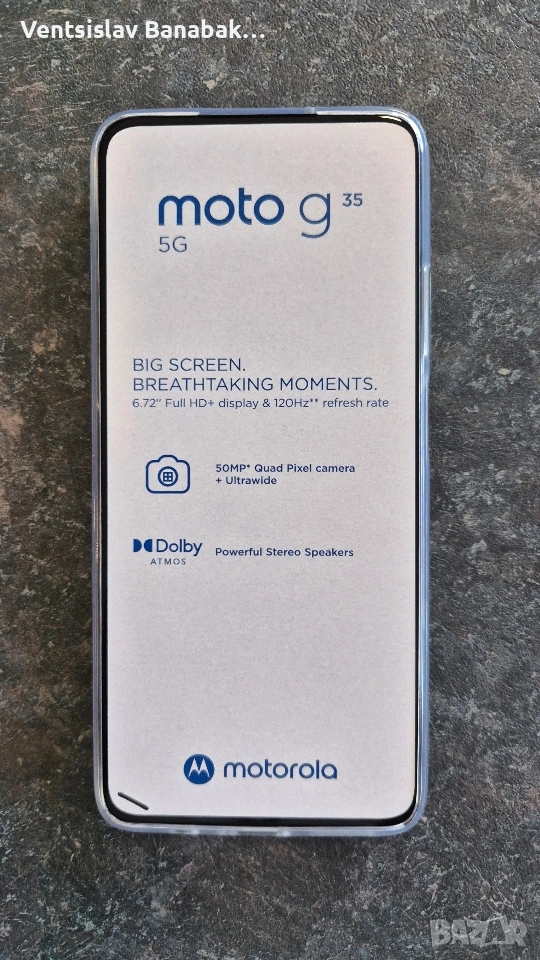 Ventsislav Banabak...
moto g 35
5G
BIG SCREEN.
BREATHTAKING MOMENTS.
6.72" Full HD+ display & 120Hz** refresh rate
50MP* Quad Pixel camera
+ Ultrawide
Dolby
ATMOS
Powerful Stereo Speakers
motorola
BAZAR